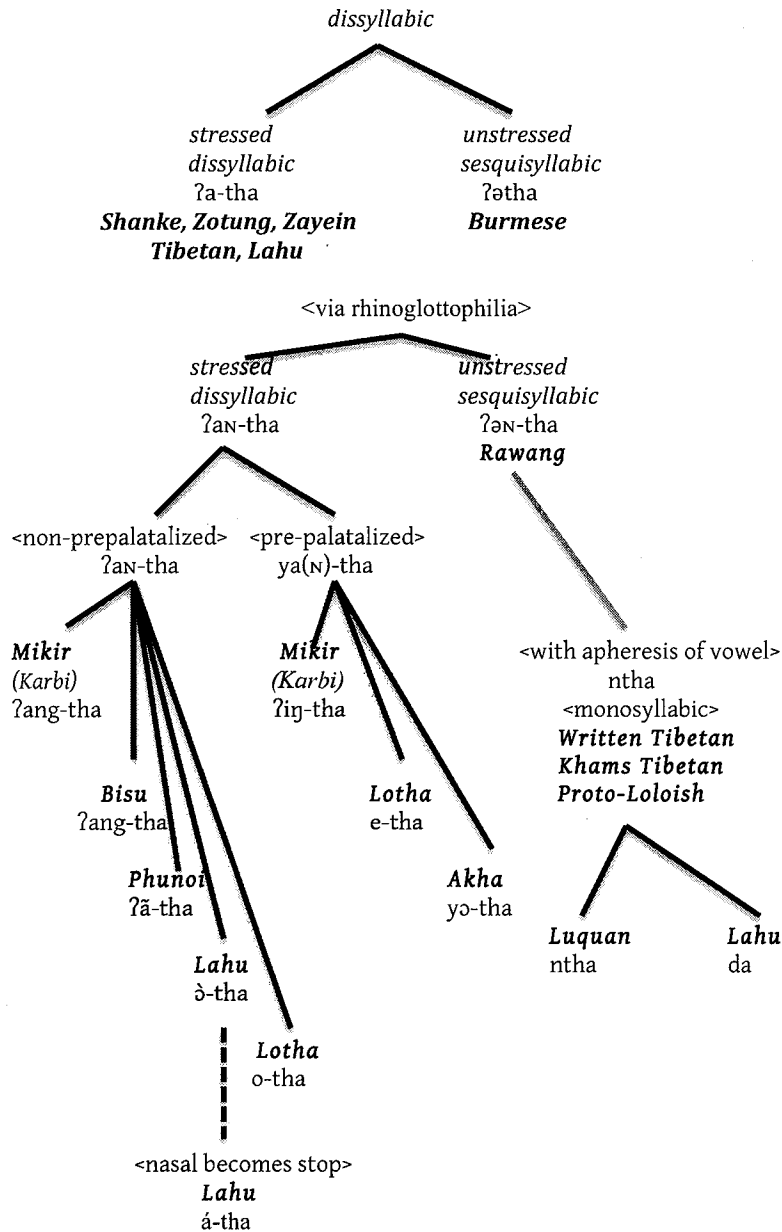 dissyllabic
stressed
dissyllabic
ʔa-tha
Shanke, Zotung, Zayein
Tibetan, Lahu
unstressed
sesquisyllabic
ʔətha
Burmese
<via rhinoglottophilia>
stressed
dissyllabic
ʔaɴ-tha
unstressed
sesquisyllabic
ʔəɴ-tha
Rawang
<non-prepalatalized>
ʔaɴ-tha
<pre-palatalized>
ya(ɴ)-tha
Mikir
(Karbi)
ʔang-tha
Mikir
(Karbi)
ʔiŋ-tha
<with apheresis of vowel>
ntha
<monosyllabic>
Written Tibetan
Khams Tibetan
Proto-Loloish
Bisu
ʔang-tha
Lotha
e-tha
Phunoi
ʔã-tha
Akha
yɔ-tha
Luquan
ntha
Lahu
da
Lahu
ɔ̀-tha
Lotha
o-tha
<nasal becomes stop>
Lahu
á-tha